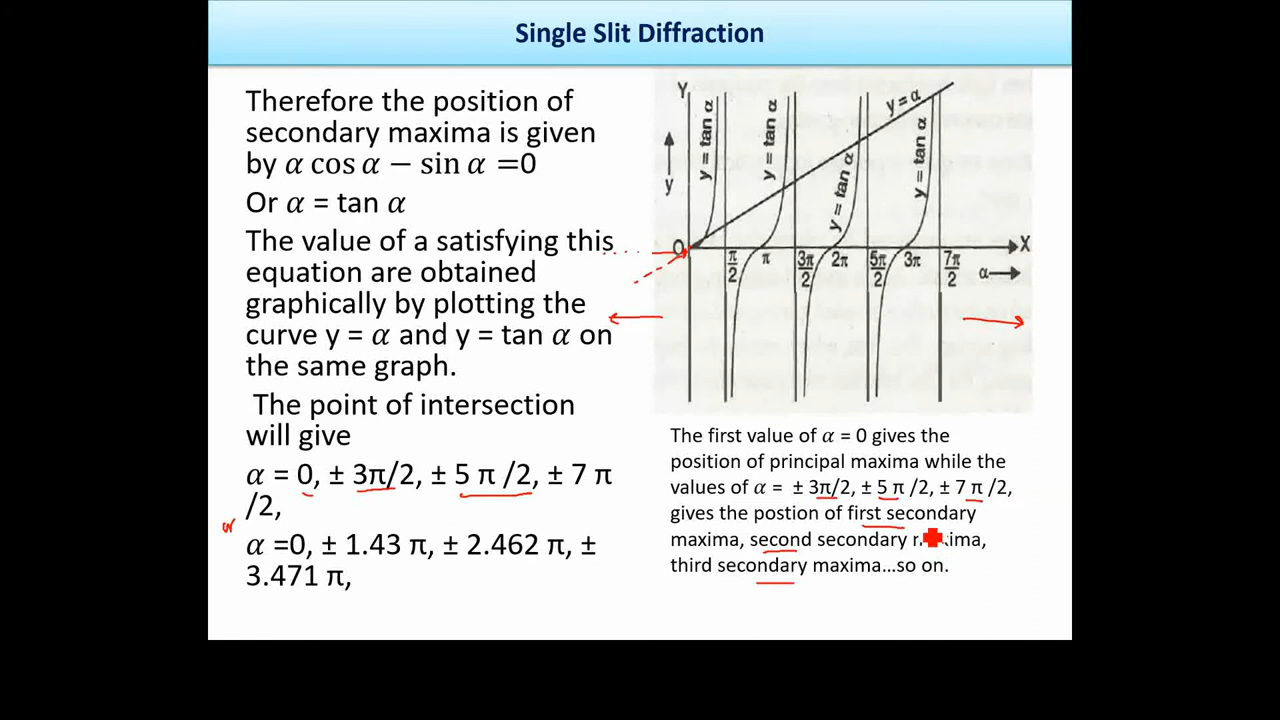 Single Slit Diffraction
Therefore the position of
secondary maxima is given
by α cos α − sin α =0
Or α = tan α
The value of a satisfying this
equation are obtained
graphically by plotting the
curve y = α and y = tan α on
the same graph.
The point of intersection
will give
α = 0, ± 3π/2, ± 5 π /2, ± 7 π
/2,
or
α =0, ± 1.43 π, ± 2.462 π, ±
3.471 π,
Y
y
y = tan α
y = tan α
y = tan α
y = α
y = tan α
O
X
π/2
π
3π/2
2π
5π/2
3π
7π/2
α
The first value of α = 0 gives the
position of principal maxima while the
values of α = ± 3π/2, ± 5 π /2, ± 7 π /2,
gives the postion of first secondary
maxima, second secondary
third secondary maxima...so on.